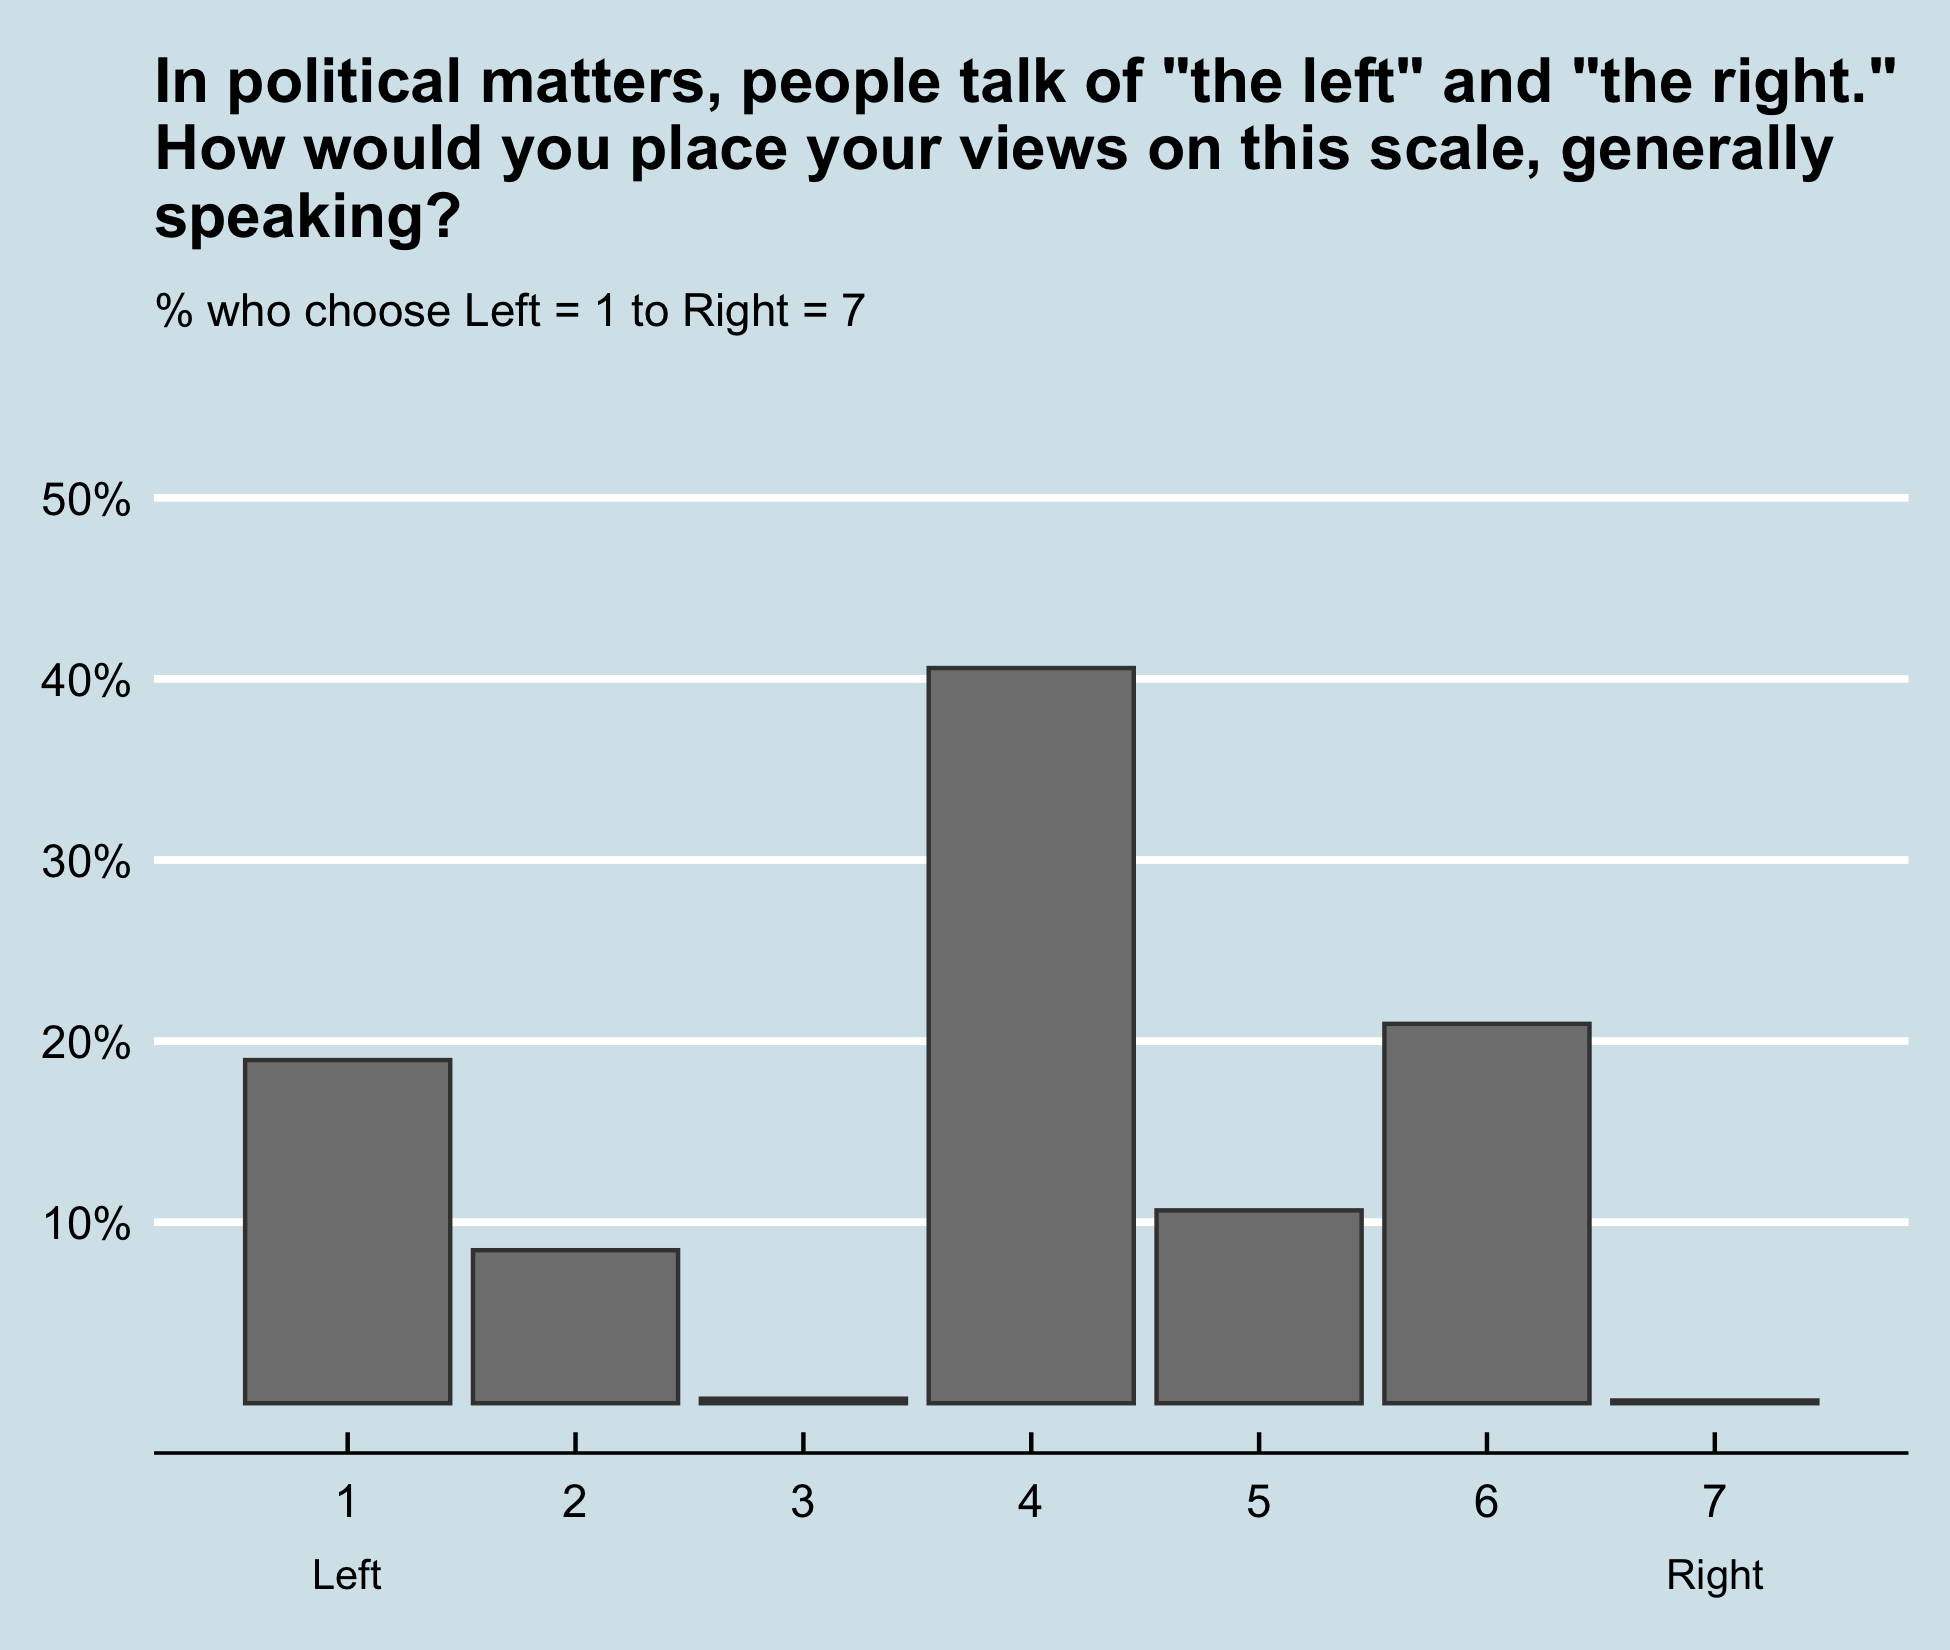 In political matters, people talk of "the left" and "the right."
How would you place your views on this scale, generally
speaking?
% who choose Left = 1 to Right = 7
50%
40%
30%
20%
10%
1 2 3 4 5 6 7
Left Right